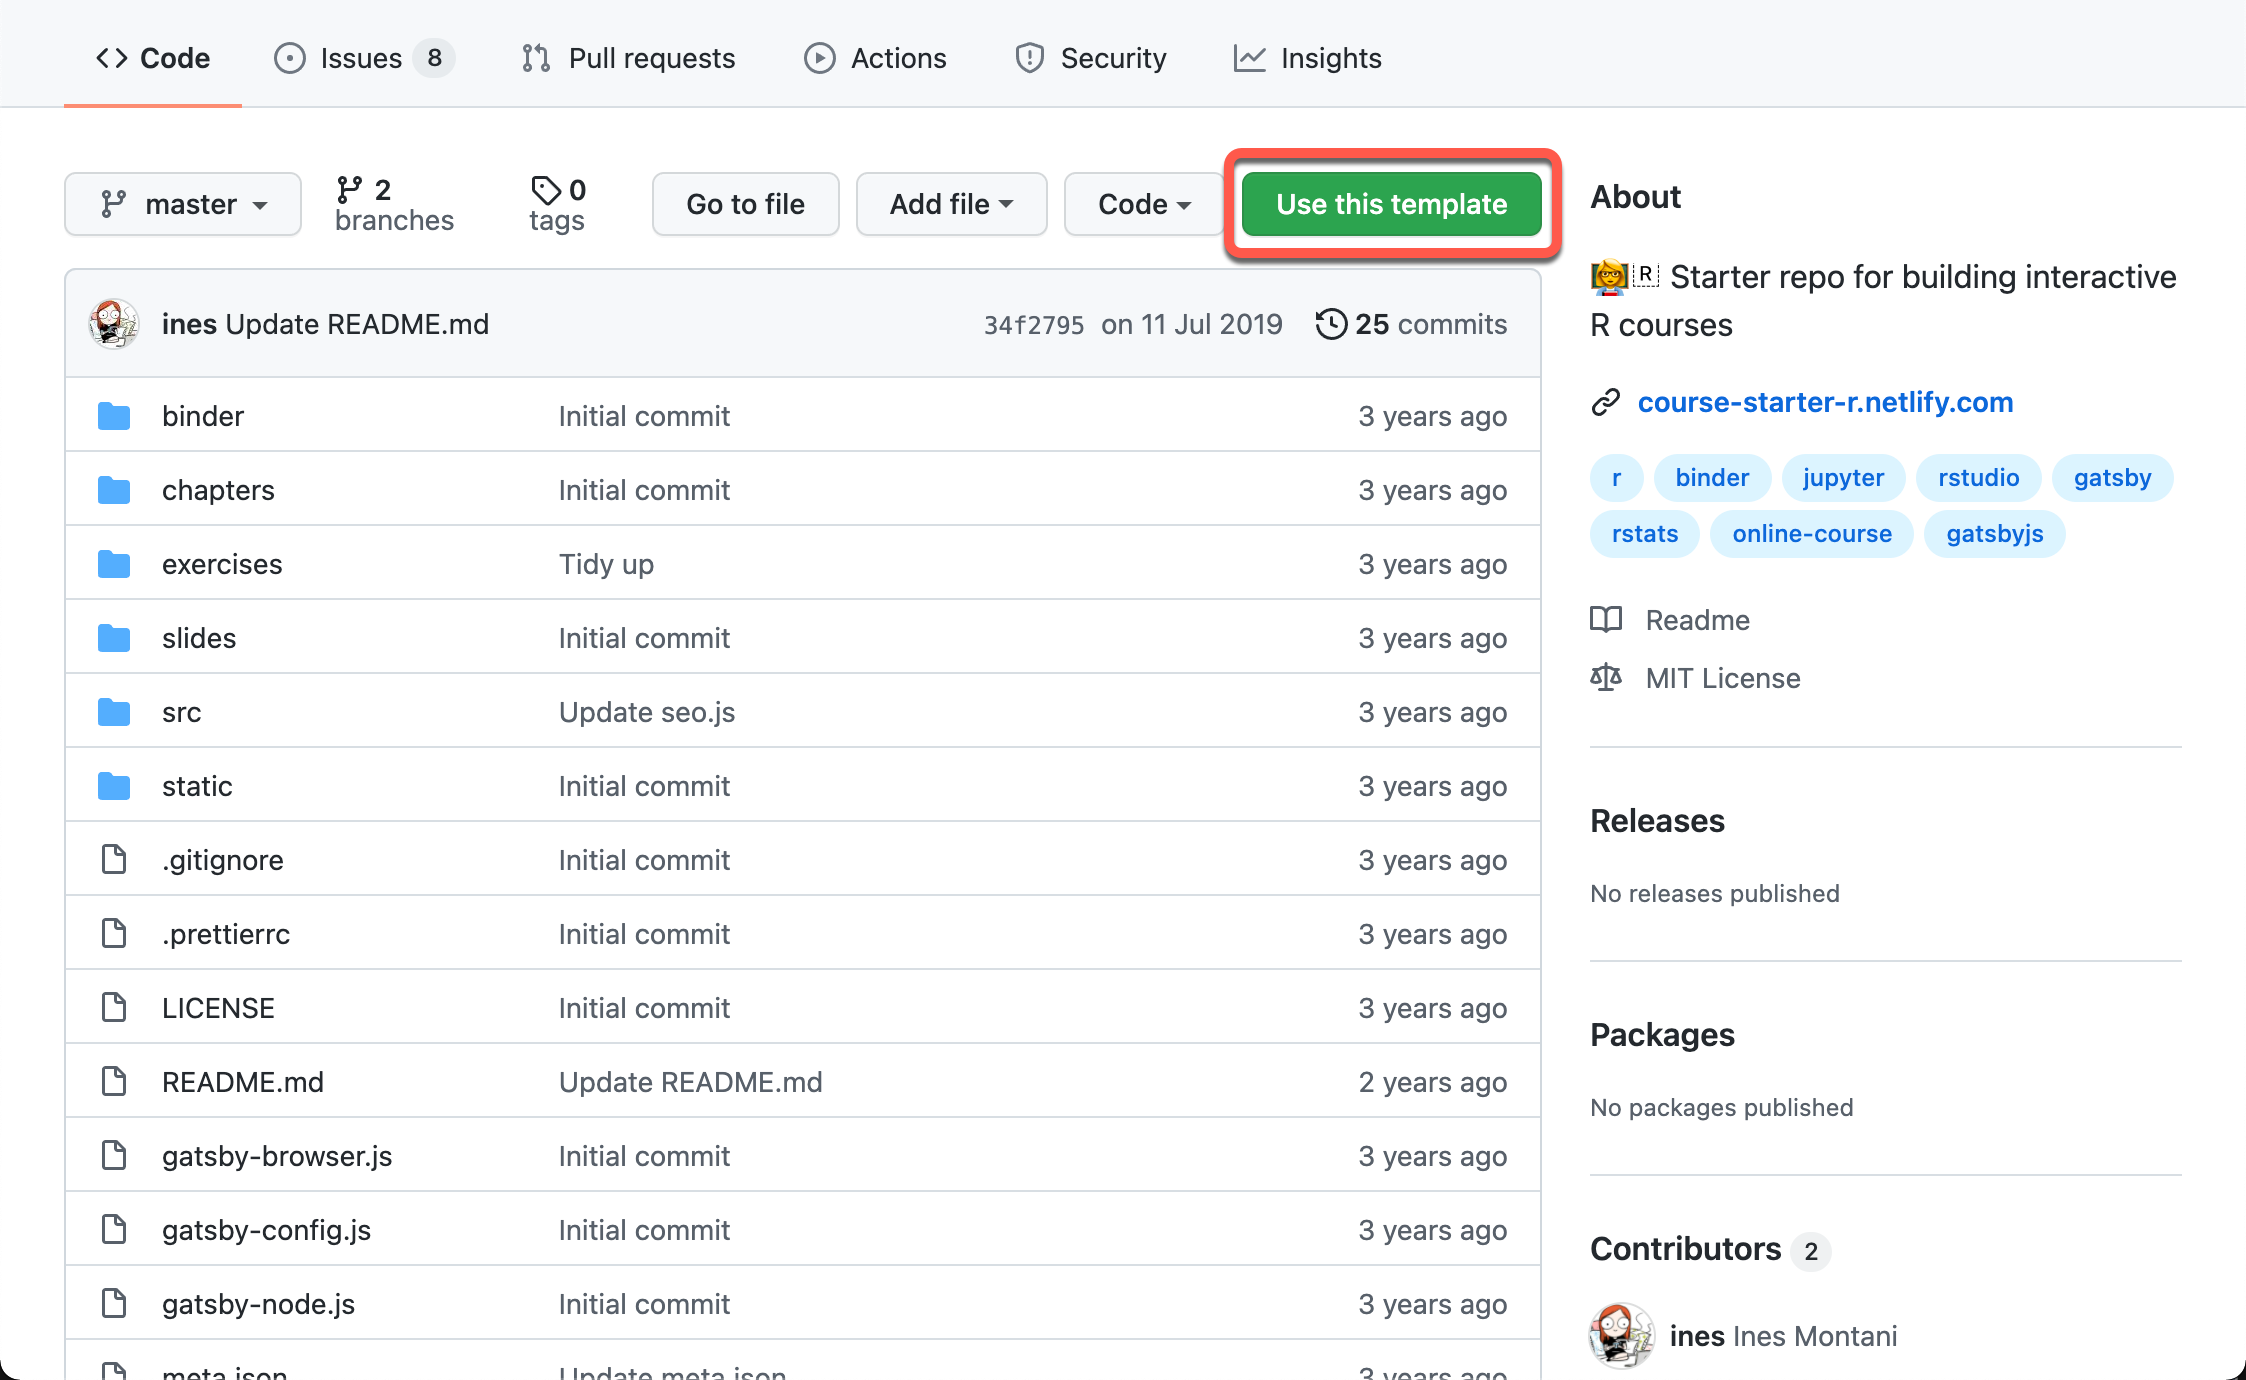 Code
Issues 8
Pull requests
Actions
Security
Insights
master
2 branches
0 tags
Go to file
Add file
Code
Use this template
ines Update README.md 34f2795 on 11 Jul 2019 25 commits
binder Initial commit 3 years ago
chapters Initial commit 3 years ago
exercises Tidy up 3 years ago
slides Initial commit 3 years ago
src Update seo.js 3 years ago
static Initial commit 3 years ago
.gitignore Initial commit 3 years ago
.prettierrc Initial commit 3 years ago
LICENSE Initial commit 3 years ago
README.md Update README.md 2 years ago
gatsby-browser.js Initial commit 3 years ago
gatsby-config.js Initial commit 3 years ago
gatsby-node.js Initial commit 3 years ago
meta.json Update meta.json 3 years ago
About
R Starter repo for building interactive
R courses
course-starter-r.netlify.com
r binder jupyter rstudio gatsby
rstats online-course gatsbyjs
Readme
MIT License
Releases
No releases published
Packages
No packages published
Contributors 2
ines Ines Montani